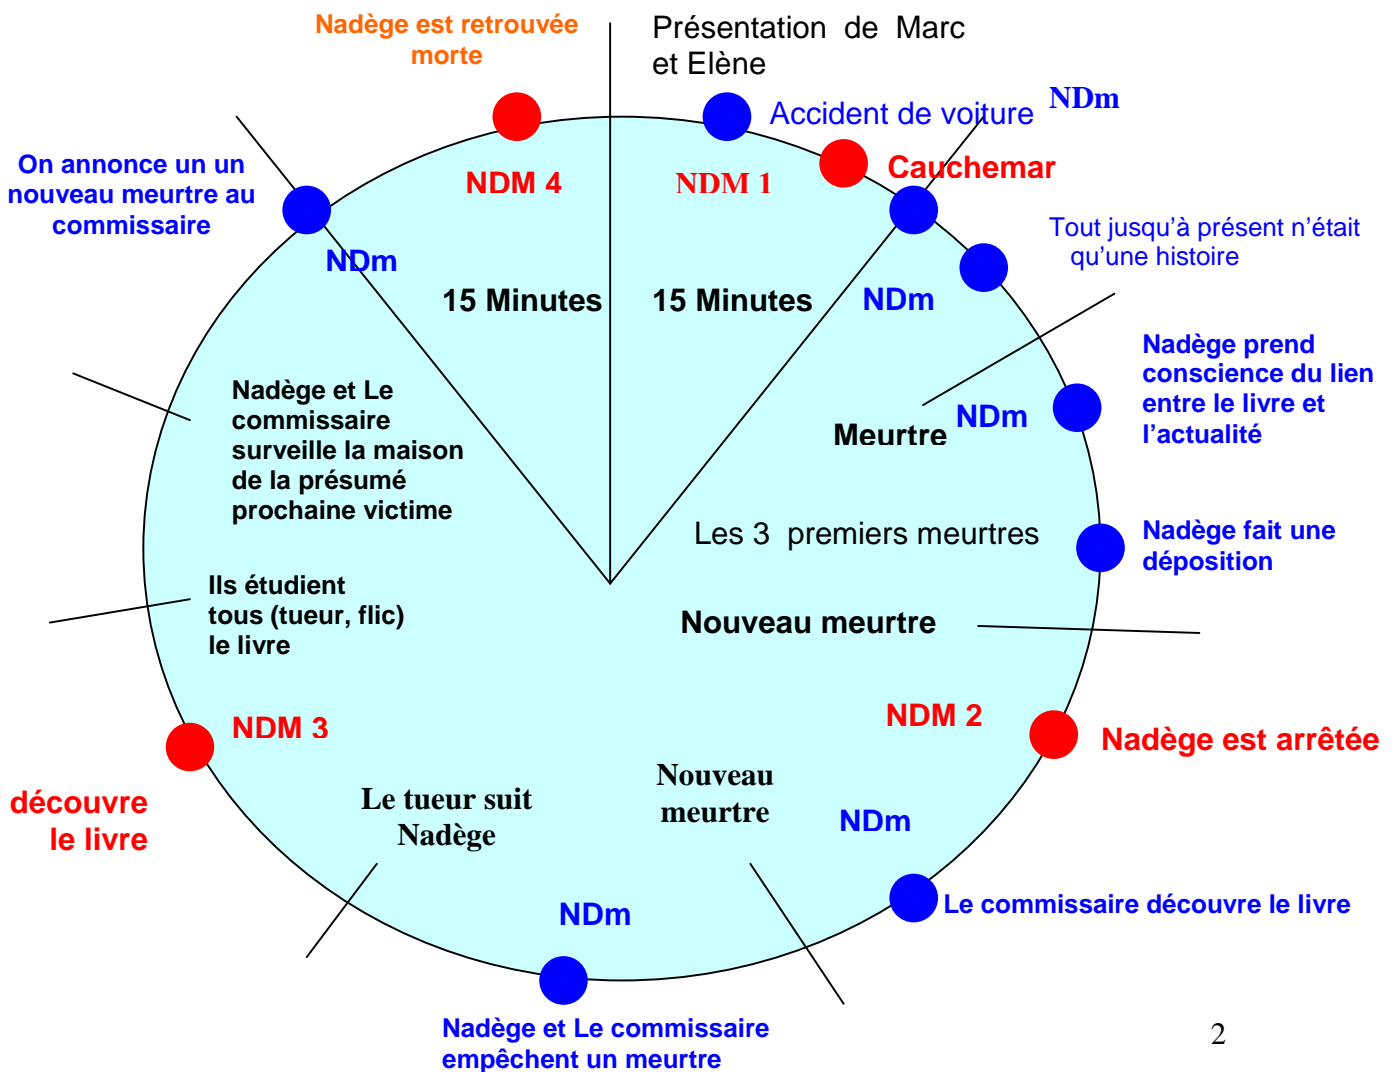 Nadège est retrouvée
morte
Présentation de Marc
et Elène
NDm
Accident de voiture
Cauchemar
On annonce un un
nouveau meurtre au
commissaire
NDM 4
NDM 1
NDm
15 Minutes
15 Minutes
NDm
Tout jusqu’à présent n’était
qu’une histoire
Nadège prend
conscience du lien
entre le livre et
l’actualité
Nadège et Le
commissaire
surveille la maison
de la présumé
prochaine victime
Meurtre
NDm
Les 3 premiers meurtres
Nadège fait une
déposition
Ils étudient
tous (tueur, flic)
le livre
Nouveau meurtre
NDM 3
NDM 2
Nadège est arrêtée
découvre
le livre
Le tueur suit
Nadège
Nouveau
meurtre
NDm
Le commissaire découvre le livre
NDm
Nadège et Le commissaire
empêchent un meurtre
2